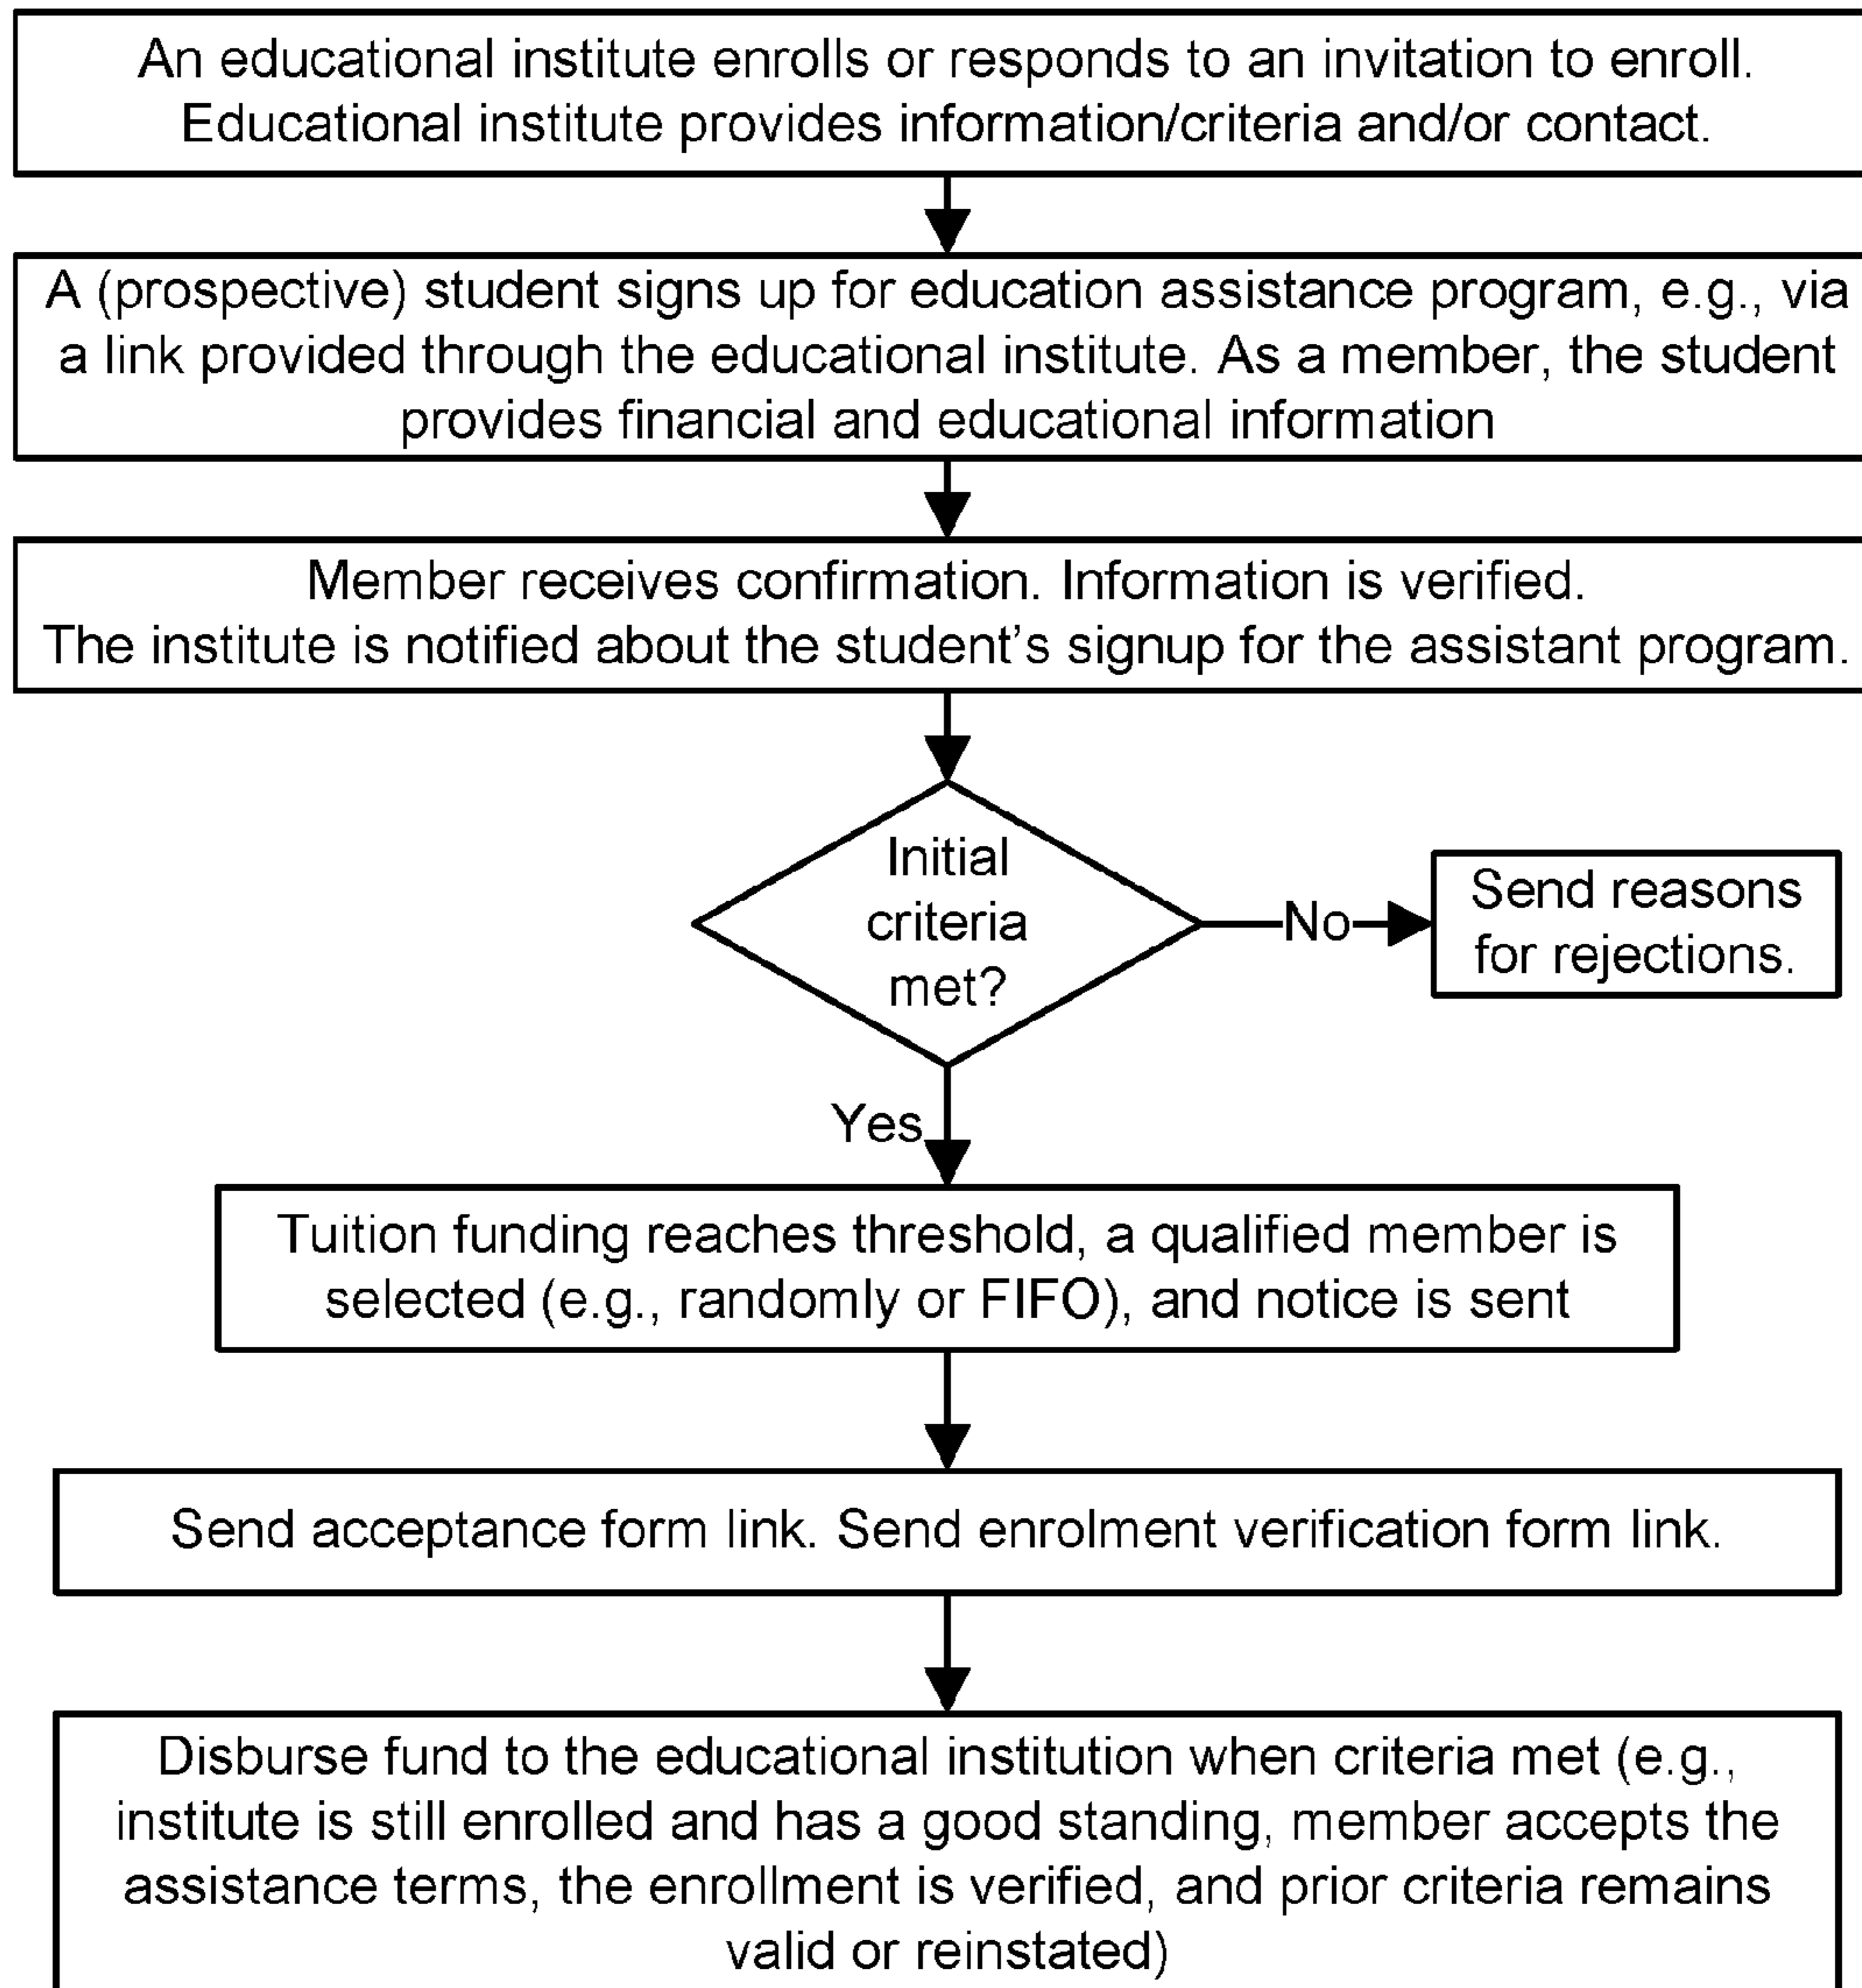 An educational institute enrolls or responds to an invitation to enroll.
Educational institute provides information/criteria and/or contact.
A (prospective) student signs up for education assistance program, e.g., via
a link provided through the educational institute. As a member, the student
provides financial and educational information
Member receives confirmation. Information is verified.
The institute is notified about the student's signup for the assistant program.
Initial
criteria
met?
No
Send reasons
for rejections.
Yes
Tuition funding reaches threshold, a qualified member is
selected (e.g., randomly or FIFO), and notice is sent
Send acceptance form link. Send enrolment verification form link.
Disburse fund to the educational institution when criteria met (e.g.,
institute is still enrolled and has a good standing, member accepts the
assistance terms, the enrollment is verified, and prior criteria remains
valid or reinstated)